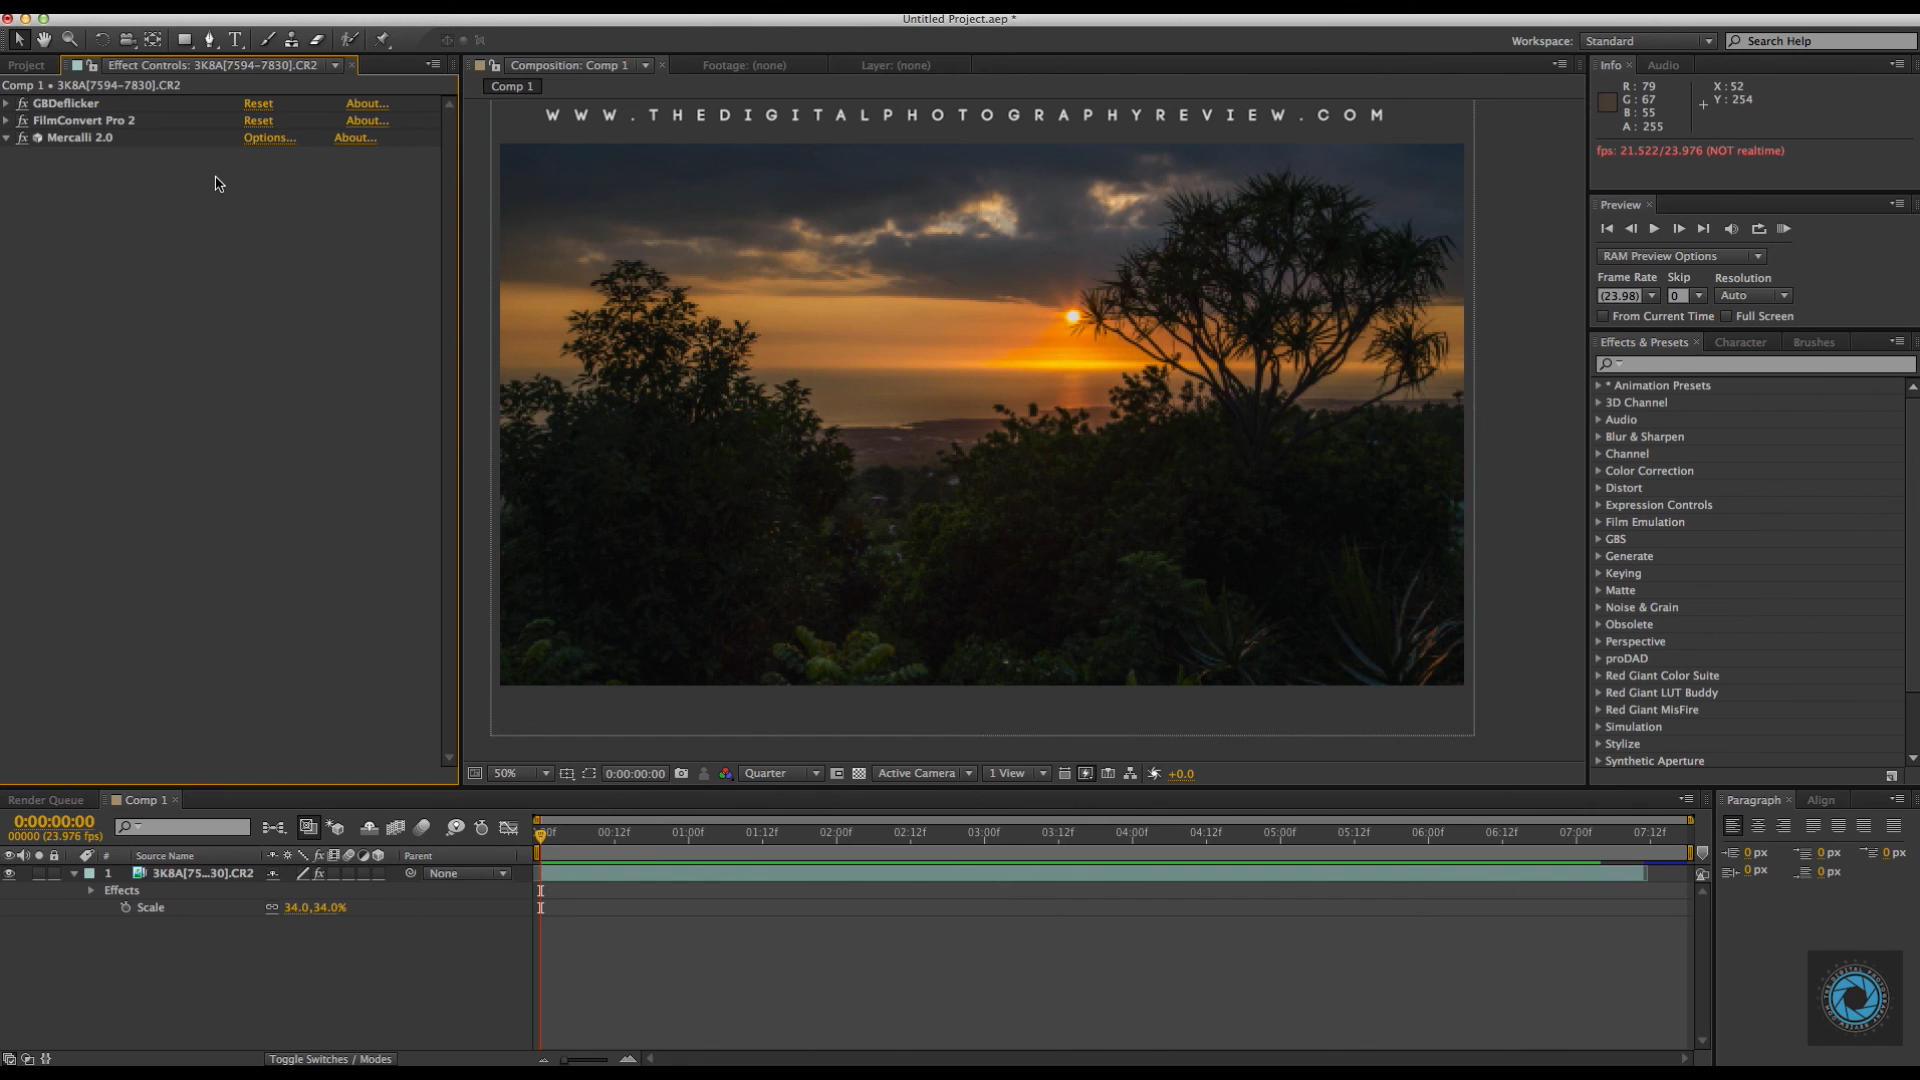 Untitled Project.aep *
Workspace: Standard Search Help
Project Effect Controls: 3K8A[7594-7830].CR2
Comp 1 • 3K8A[7594-7830].CR2
fx GBDeflicker Reset About...
fx FilmConvert Pro 2 Reset About...
fx Mercalli 2.0 Options... About...
Composition: Comp 1 Footage: (none) Layer: (none)
Comp 1
WWW.THEDIGITALPHOTOGRAPHYREVIEW.COM
50% 0:00:00:00 Quarter Active Camera 1 View +0.0
Info Audio
R: 79 X: 52
G: 67 Y: 254
B: 55
A: 255
fps: 21.522/23.976 (NOT realtime)
Preview
RAM Preview Options
Frame Rate Skip Resolution
(23.98) 0 Auto
From Current Time Full Screen
Effects & Presets Character Brushes
* Animation Presets
3D Channel
Audio
Blur & Sharpen
Channel
Color Correction
Distort
Expression Controls
Film Emulation
GBS
Generate
Keying
Matte
Noise & Grain
Obsolete
Perspective
proDAD
Red Giant Color Suite
Red Giant LUT Buddy
Red Giant MisFire
Simulation
Stylize
Synthetic Aperture
Render Queue Comp 1
0:00:00:00
00000 (23.976 fps)
00:12f 01:00f 01:12f 02:00f 02:12f 03:00f 03:12f 04:00f 04:12f 05:00f 05:12f 06:00f 06:12f 07:00f 07:12f
# Source Name fx Parent
1 3K8A[75...30].CR2 fx None
Effects
Scale 34.0,34.0%
Toggle Switches / Modes
Paragraph Align
0 px 0 px 0 px
0 px 0 px